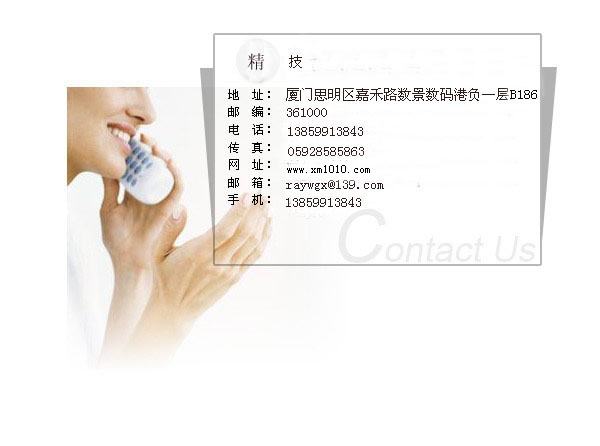 精 技
地 址： 厦门思明区嘉禾路数景数码港负一层B186
邮 编： 361000
电 话： 13859913843
传 真： 05928585863
网 址： www.xm1010.com
邮 箱： raywgx@139.com
手 机： 13859913843
Contact Us